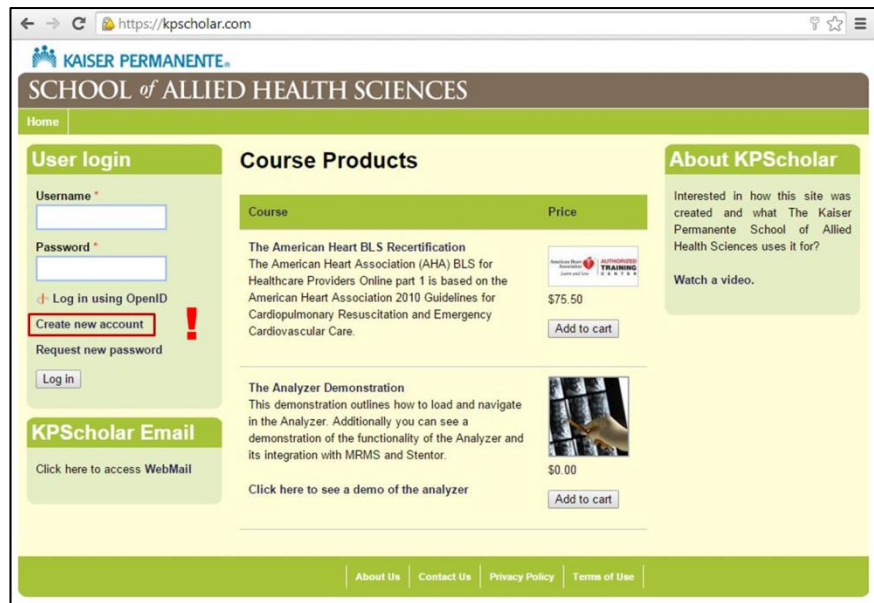 https://kpscholar.com
KAISER PERMANENTE®
SCHOOL of ALLIED HEALTH SCIENCES
Home
User login
Username *
Password *
Log in using OpenID
Create new account
!
Request new password
Log in
KPScholar Email
Click here to access WebMail
Course Products
Course Price
The American Heart BLS Recertification
The American Heart Association (AHA) BLS for
Healthcare Providers Online part 1 is based on the
American Heart Association 2010 Guidelines for
Cardiopulmonary Resuscitation and Emergency
Cardiovascular Care.
American Heart
Association
Learn and Live
AUTHORIZED
TRAINING
CENTER
$75.50
Add to cart
The Analyzer Demonstration
This demonstration outlines how to load and navigate
in the Analyzer. Additionally you can see a
demonstration of the functionality of the Analyzer and
its integration with MRMS and Stentor.
Click here to see a demo of the analyzer
$0.00
Add to cart
About KPScholar
Interested in how this site was
created and what The Kaiser
Permanente School of Allied
Health Sciences uses it for?
Watch a video.
About Us Contact Us Privacy Policy Terms of Use